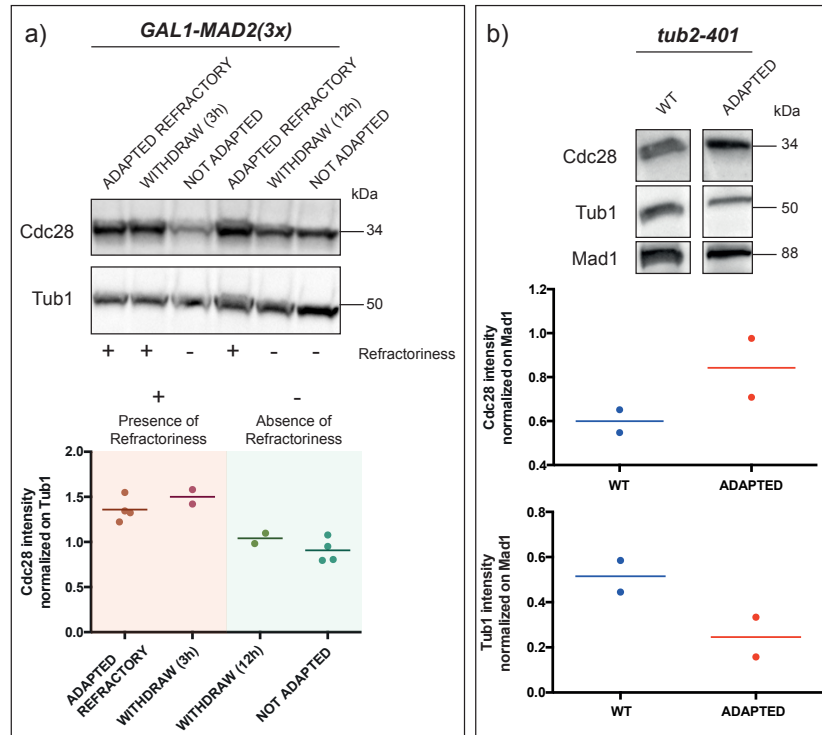 a)
GAL1-MAD2(3x)
ADAPTED REFRACTORY
WITHDRAW (3h)
NOT ADAPTED
ADAPTED REFRACTORY
WITHDRAW (12h)
NOT ADAPTED
kDa
Cdc28
34
Tub1
50
+ + - + - - Refractoriness
+ -
Presence of Refractoriness
Absence of Refractoriness
Cdc28 intensity
normalized on Tub1
2.0
1.5
1.0
0.5
0.0
ADAPTED
REFRACTORY
WITHDRAW (3h)
WITHDRAW (12h)
NOT ADAPTED
b)
tub2-401
WT
ADAPTED
kDa
Cdc28
34
Tub1
50
Mad1
88
Cdc28 intensity
normalized on Mad1
1.2
1.0
0.8
0.6
0.4
WT
ADAPTED
Tub1 intensity
normalized on Mad1
0.8
0.6
0.4
0.2
0.0
WT
ADAPTED